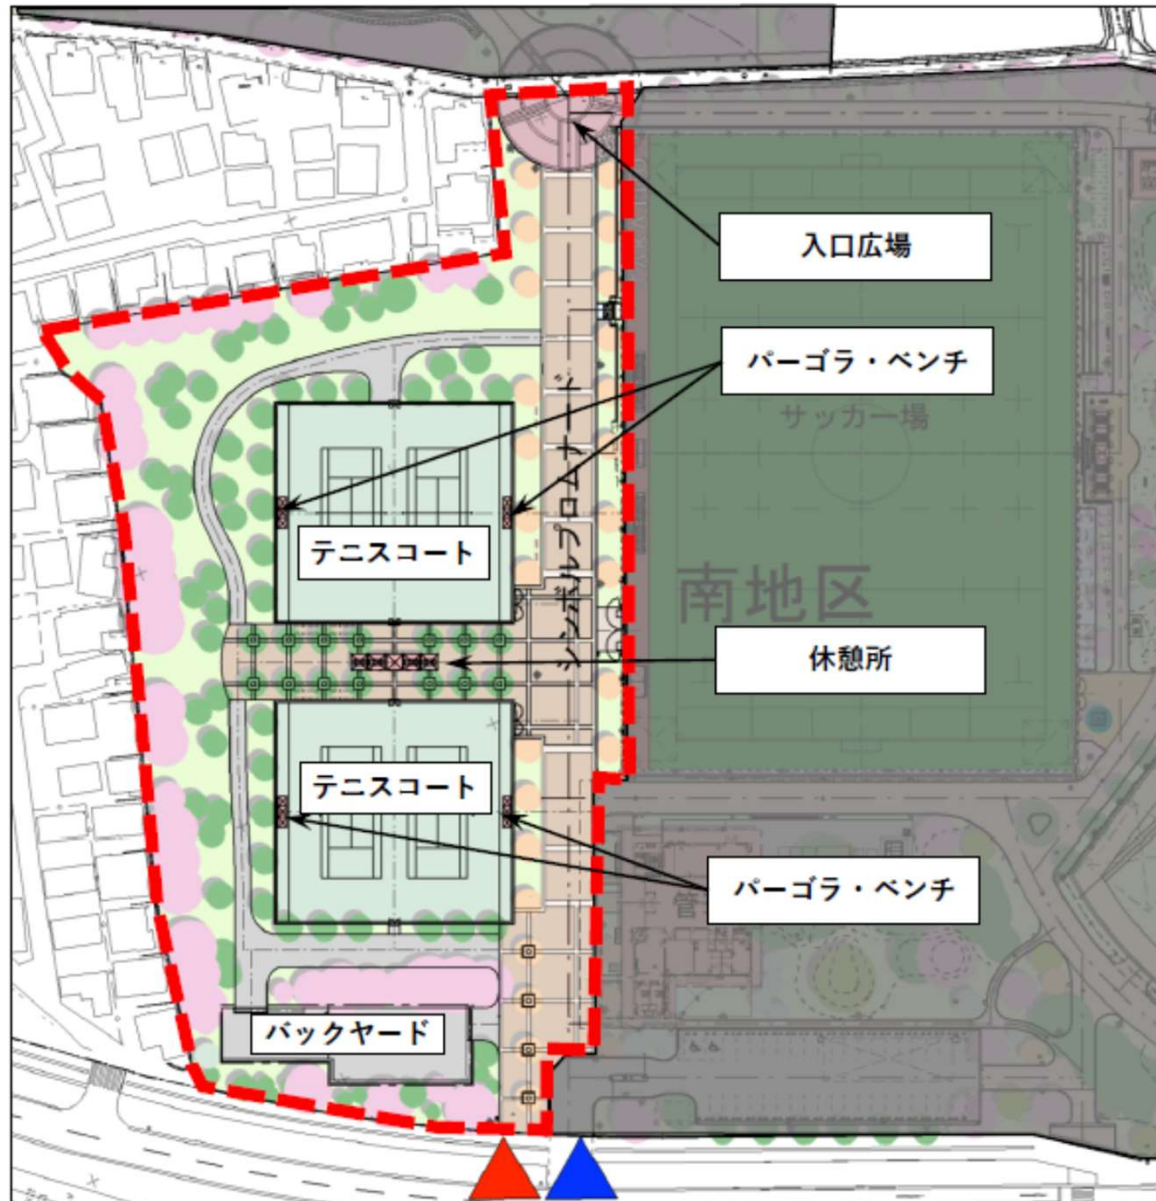 入口広場
パーゴラ・ベンチ
サッカー場
シンボルプロムナード
テニスコート
南地区
休憩所
テニスコート
パーゴラ・ベンチ
管
バックヤード